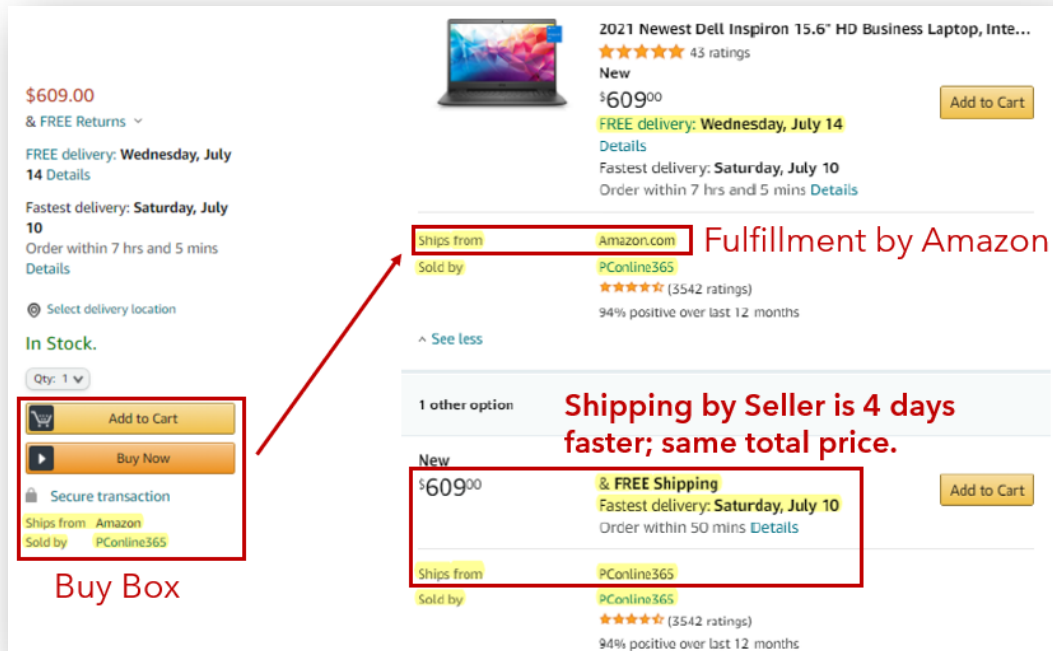 $609.00
& FREE Returns
FREE delivery: Wednesday, July
14 Details
Fastest delivery: Saturday, July
10
Order within 7 hrs and 5 mins
Details
Select delivery location
In Stock.
Qty: 1
Add to Cart
Buy Now
Secure transaction
Ships from Amazon
Sold by PConline365
Buy Box
2021 Newest Dell Inspiron 15.6" HD Business Laptop, Inte...
43 ratings
New
$60900
Add to Cart
FREE delivery: Wednesday, July 14
Details
Fastest delivery: Saturday, July 10
Order within 7 hrs and 5 mins Details
Ships from Amazon.com
Fulfillment by Amazon
Sold by PConline365
(3542 ratings)
94% positive over last 12 months
See less
1 other option
Shipping by Seller is 4 days
faster; same total price.
New
$60900
& FREE Shipping
Add to Cart
Fastest delivery: Saturday, July 10
Order within 50 mins Details
Ships from PConline365
Sold by PConline365
(3542 ratings)
94% positive over last 12 months